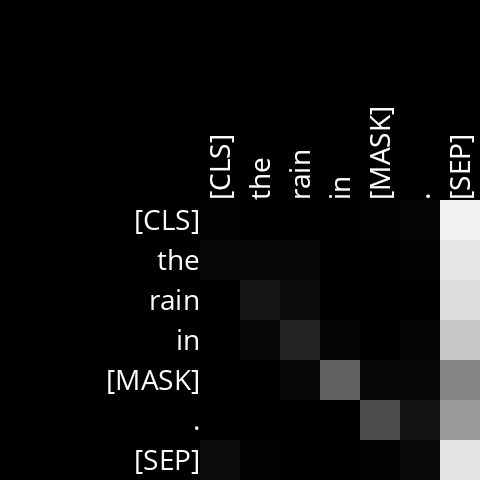 [CLS] the rain in [MASK] . [SEP]
[CLS]
the
rain
in
[MASK]
.
[SEP]